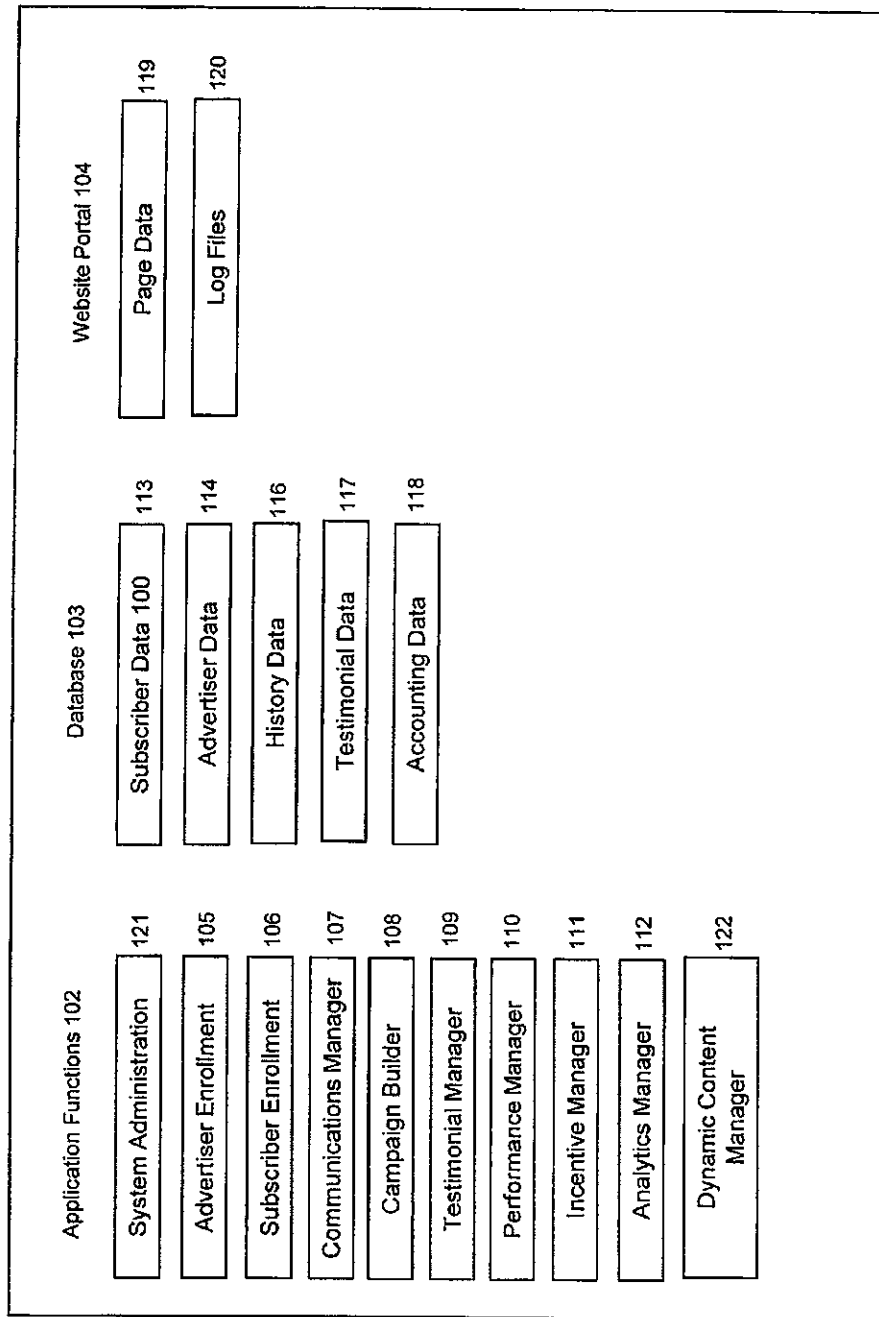 Application Functions 102
System Administration 121
Advertiser Enrollment 105
Subscriber Enrollment 106
Communications Manager 107
Campaign Builder 108
Testimonial Manager 109
Performance Manager 110
Incentive Manager 111
Analytics Manager 112
Dynamic Content
Manager 122
Database 103
Subscriber Data 100 113
Advertiser Data 114
History Data 116
Testimonial Data 117
Accounting Data 118
Website Portal 104
Page Data 119
Log Files 120